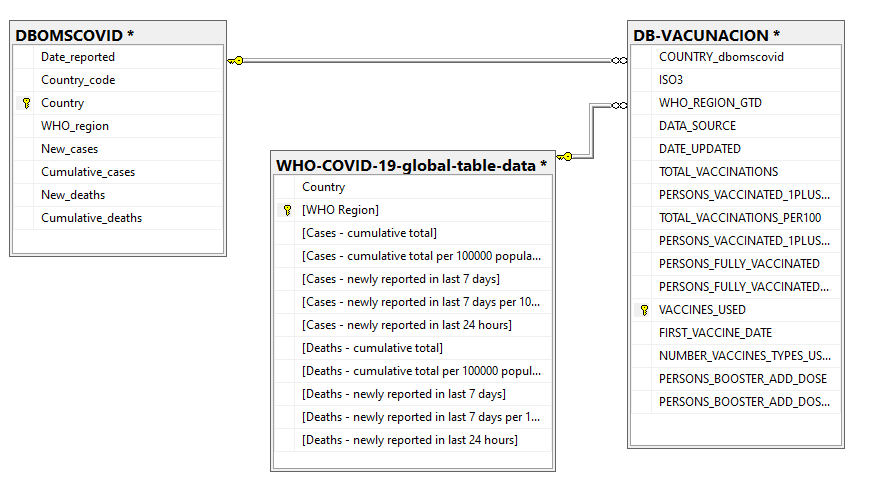 DBOMSCOVID *
Date_reported
Country_code
Country
WHO_region
New_cases
Cumulative_cases
New_deaths
Cumulative_deaths
WHO-COVID-19-global-table-data *
Country
[WHO Region]
[Cases - cumulative total]
[Cases - cumulative total per 100000 popula...
[Cases - newly reported in last 7 days]
[Cases - newly reported in last 7 days per 10...
[Cases - newly reported in last 24 hours]
[Deaths - cumulative total]
[Deaths - cumulative total per 100000 popul...
[Deaths - newly reported in last 7 days]
[Deaths - newly reported in last 7 days per 1...
[Deaths - newly reported in last 24 hours]
DB-VACUNACION *
COUNTRY_dbomscovid
ISO3
WHO_REGION_GTD
DATA_SOURCE
DATE_UPDATED
TOTAL_VACCINATIONS
PERSONS_VACCINATED_1PLUS...
TOTAL_VACCINATIONS_PER100
PERSONS_VACCINATED_1PLUS...
PERSONS_FULLY_VACCINATED
PERSONS_FULLY_VACCINATED...
VACCINES_USED
FIRST_VACCINE_DATE
NUMBER_VACCINES_TYPES_US...
PERSONS_BOOSTER_ADD_DOSE
PERSONS_BOOSTER_ADD_DOS...